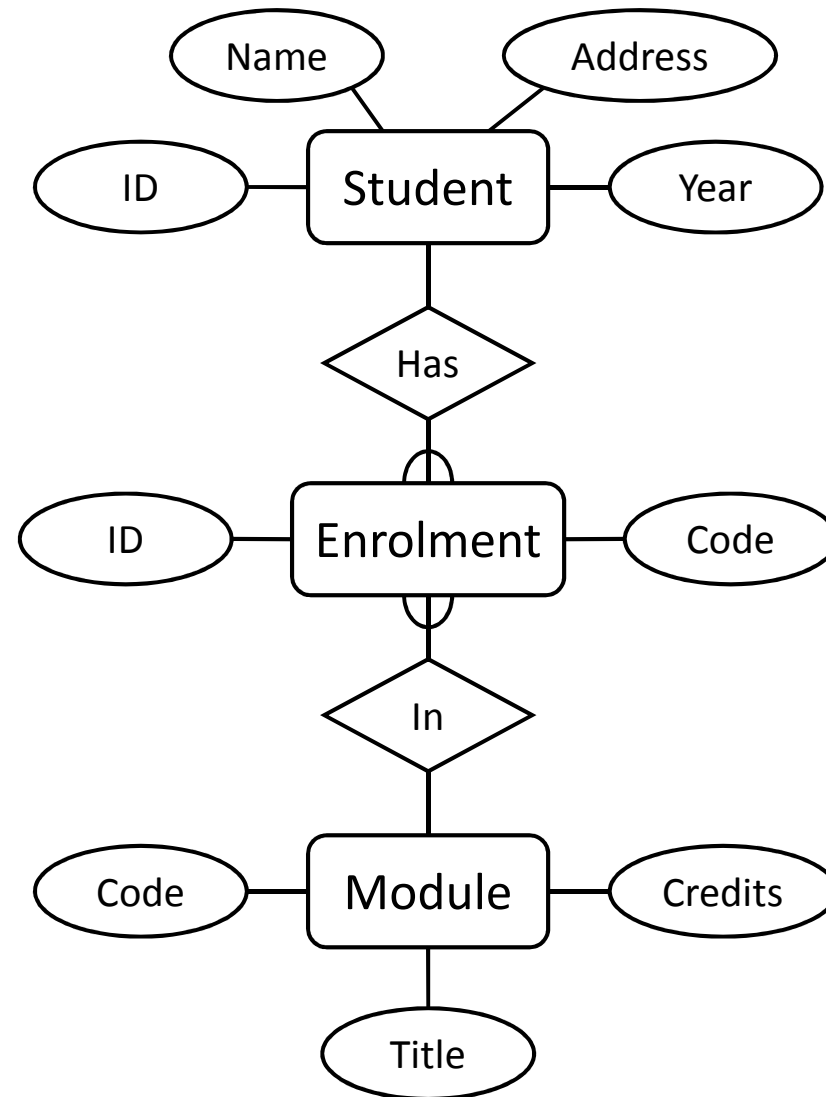 Name
Address
ID
Student
Year
Has
ID
Enrolment
Code
In
Code
Module
Credits
Title